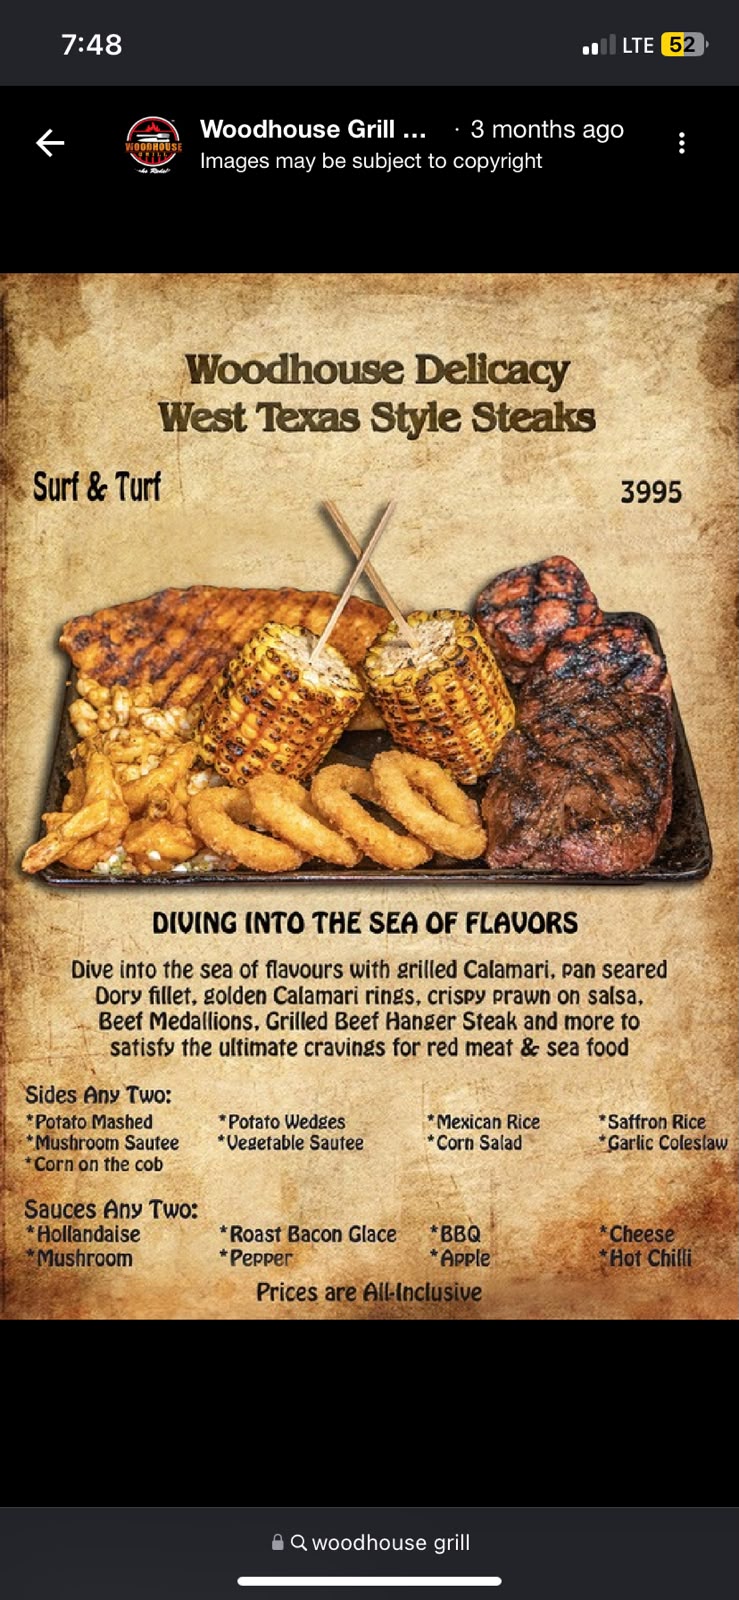 7:48
LTE 52
Woodhouse Grill ... · 3 months ago
Images may be subject to copyright
WOODHOUSE
GRILL
Woodhouse Delicacy
West Texas Style Steaks
Surf & Turf 3995
DIVING INTO THE SEA OF FLAVORS
Dive into the sea of flavours with grilled Calamari, pan seared
Dory fillet, golden Calamari rings, crispy prawn on salsa,
Beef Medallions, Grilled Beef Hanger Steak and more to
satisfy the ultimate cravings for red meat & sea food
Sides Any Two:
*Potato Mashed *Potato Wedges *Mexican Rice *Saffron Rice
*Mushroom Sautee *Vegetable Sautee *Corn Salad *Garlic Coleslaw
*Corn on the cob
Sauces Any Two:
*Hollandaise *Roast Bacon Glace *BBQ *Cheese
*Mushroom *Pepper *Apple *Hot Chilli
Prices are All-Inclusive
woodhouse grill